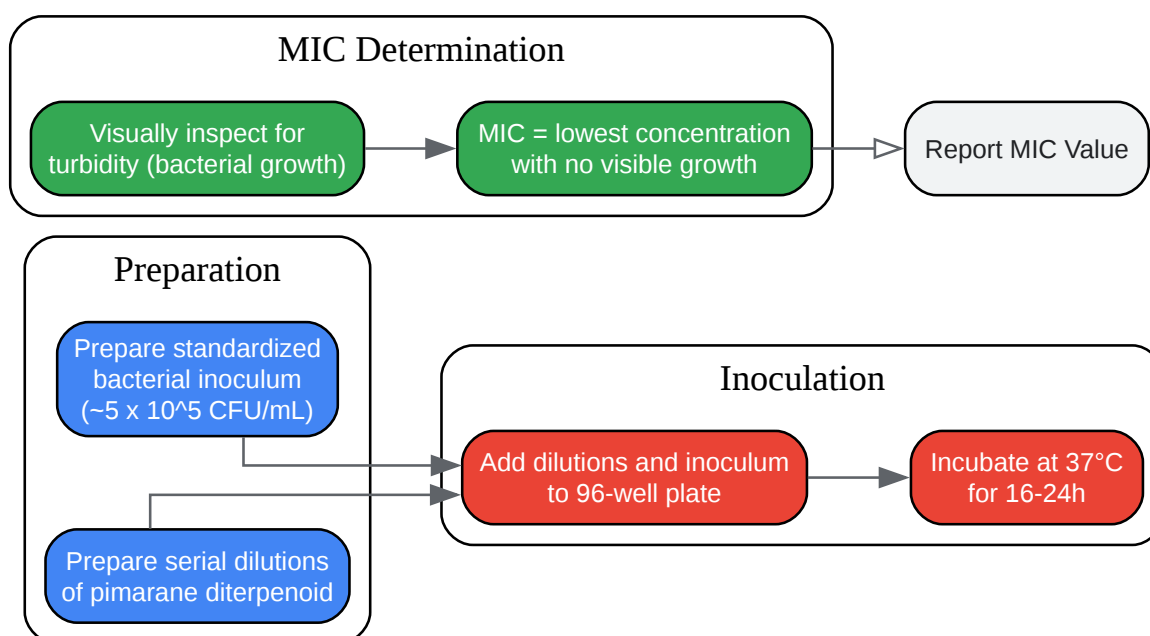 MIC Determination
Visually inspect for
turbidity (bacterial growth)
MIC = lowest concentration
with no visible growth
Report MIC Value
Preparation
Prepare standardized
bacterial inoculum
(~5 x 10^5 CFU/mL)
Prepare serial dilutions
of pimarane diterpenoid
Inoculation
Add dilutions and inoculum
to 96-well plate
Incubate at 37°C
for 16-24h